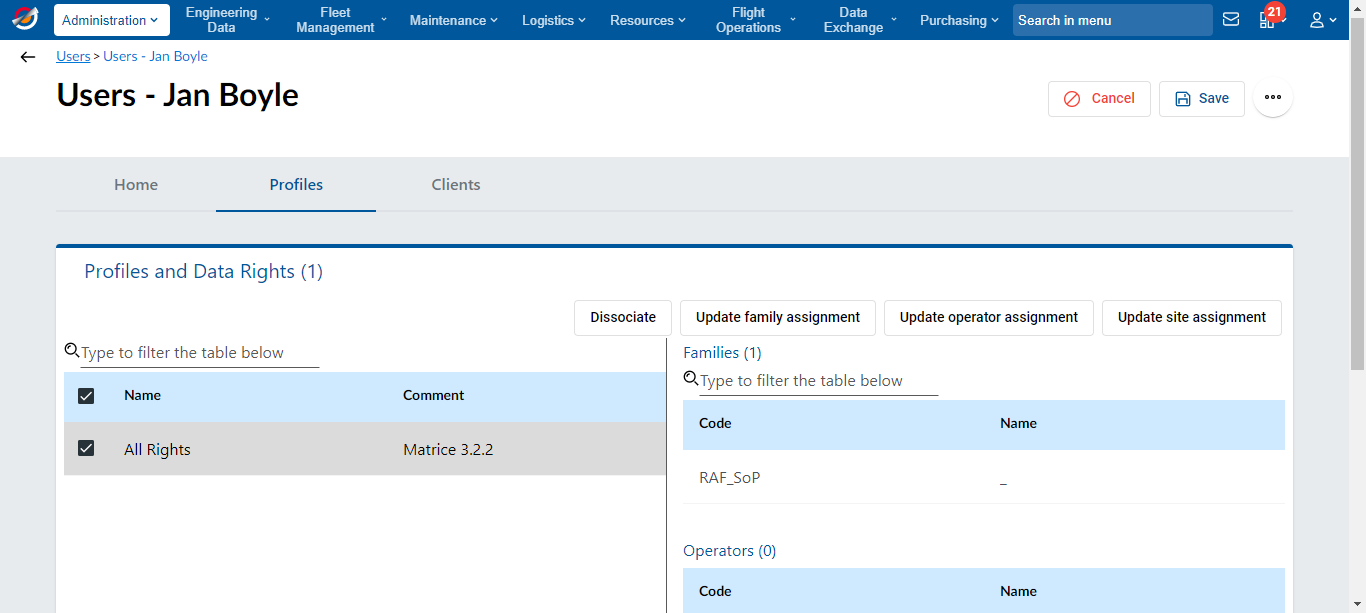 Administration
Engineering Data
Fleet Management
Maintenance
Logistics
Resources
Flight Operations
Data Exchange
Purchasing
Search in menu
21
Users > Users - Jan Boyle
Users - Jan Boyle
Cancel
Save
Home
Profiles
Clients
Profiles and Data Rights (1)
Dissociate
Update family assignment
Update operator assignment
Update site assignment
Type to filter the table below
Name Comment
All Rights Matrice 3.2.2
Families (1)
Type to filter the table below
Code Name
RAF_SoP _
Operators (0)
Code Name